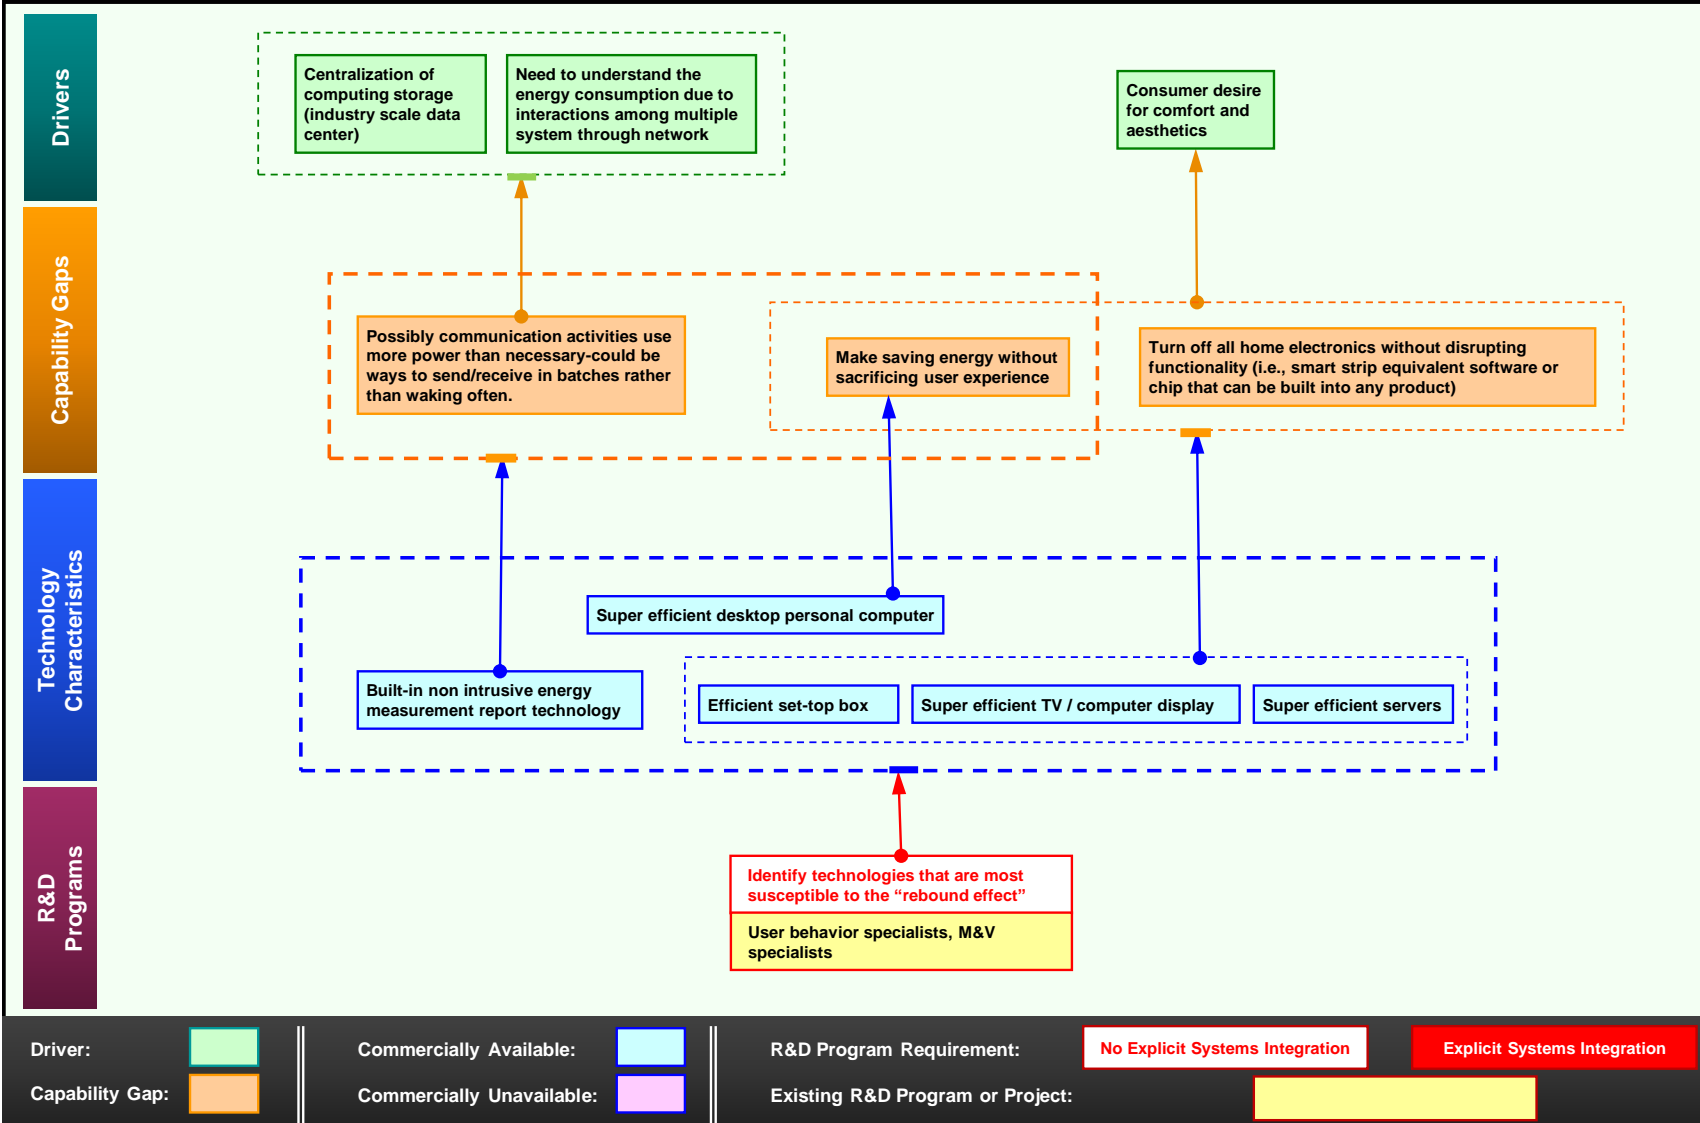 Drivers
Centralization of
computing storage
(industry scale data
center)
Need to understand the
energy consumption due to
interactions among multiple
system through network
Consumer desire
for comfort and
aesthetics
Capability Gaps
Possibly communication activities use
more power than necessary-could be
ways to send/receive in batches rather
than waking often.
Make saving energy without
sacrificing user experience
Turn off all home electronics without disrupting
functionality (i.e., smart strip equivalent software or
chip that can be built into any product)
Technology
Characteristics
Super efficient desktop personal computer
Built-in non intrusive energy
measurement report technology
Efficient set-top box
Super efficient TV / computer display
Super efficient servers
R&D
Programs
Identify technologies that are most
susceptible to the “rebound effect”
User behavior specialists, M&V
specialists
Driver:
Capability Gap:
Commercially Available:
Commercially Unavailable:
R&D Program Requirement:
No Explicit Systems Integration
Explicit Systems Integration
Existing R&D Program or Project: